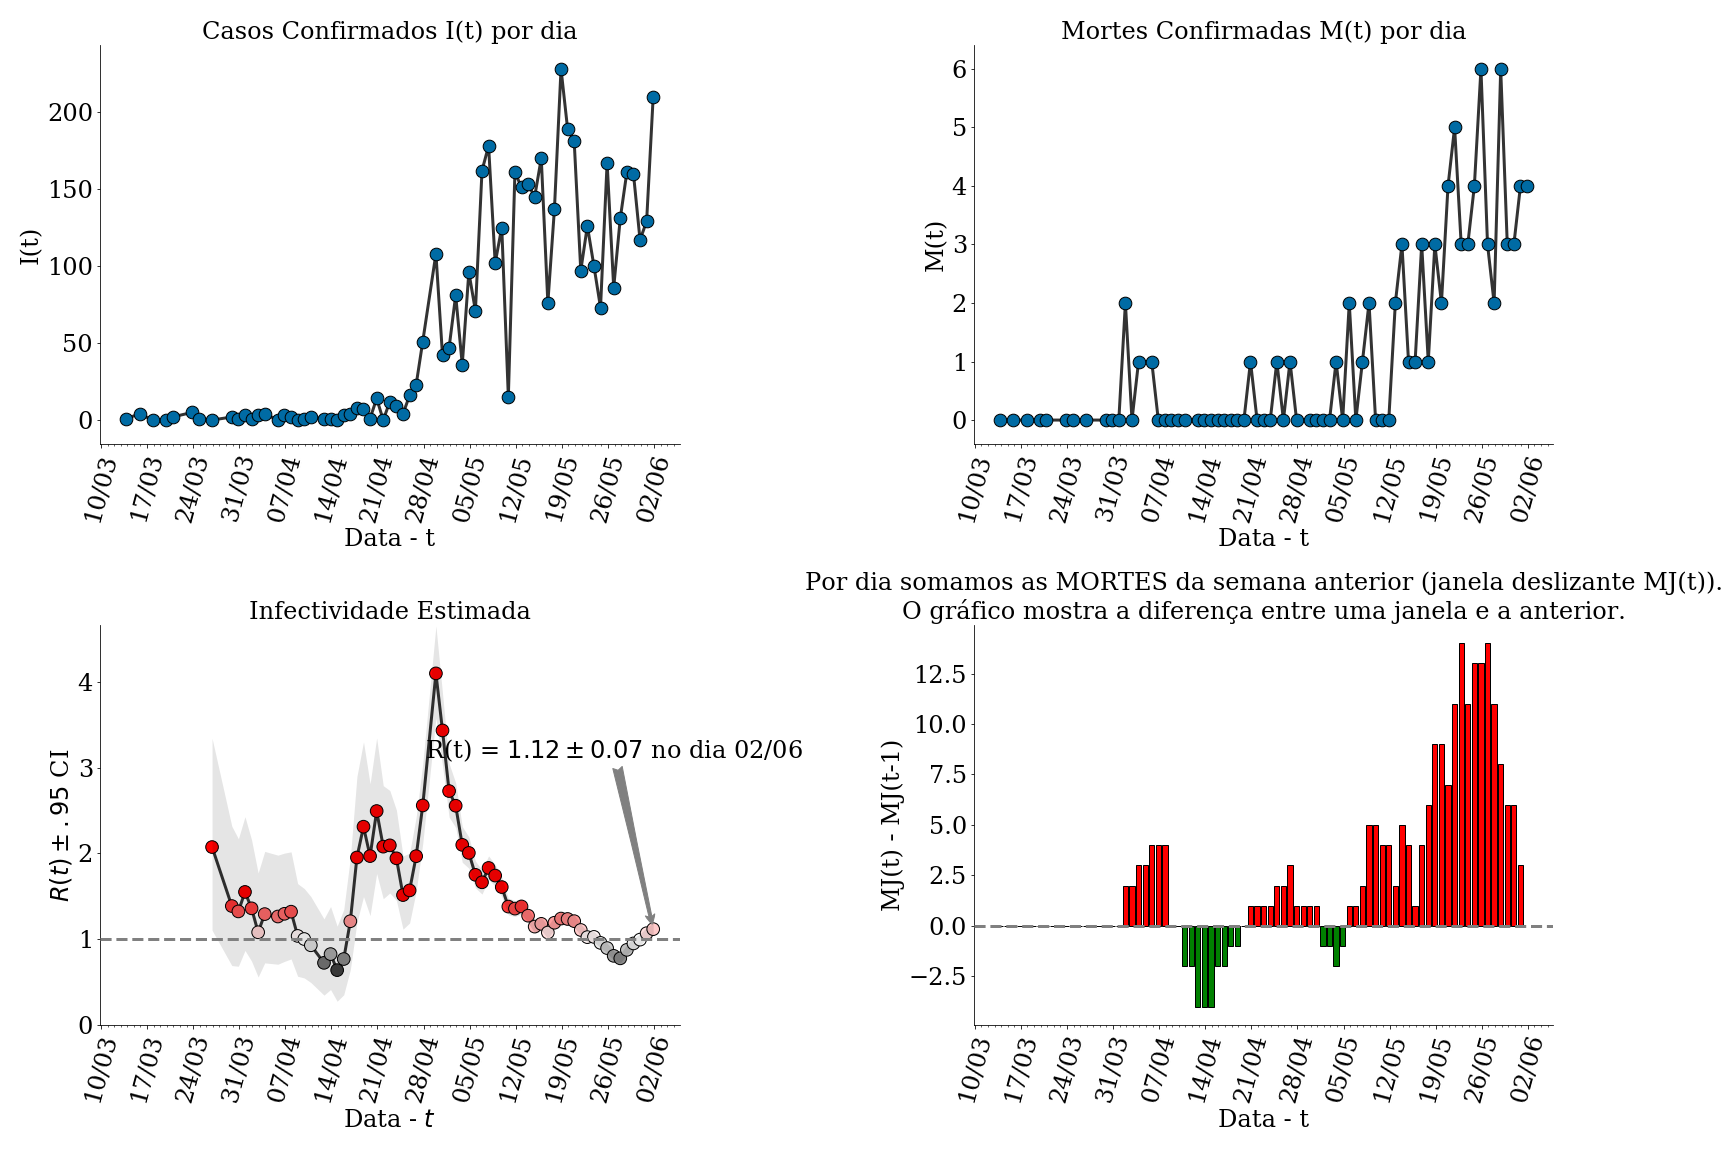 Casos Confirmados I(t) por dia
I(t)
200
150
100
50
0
10/03 17/03 24/03 31/03 07/04 14/04 21/04 28/04 05/05 12/05 19/05 26/05 02/06
Data - t
Mortes Confirmadas M(t) por dia
M(t)
6
5
4
3
2
1
0
10/03 17/03 24/03 31/03 07/04 14/04 21/04 28/04 05/05 12/05 19/05 26/05 02/06
Data - t
Infectividade Estimada
R(t) ± .95 CI
4
3
2
1
0
R(t) = 1.12 ± 0.07 no dia 02/06
10/03 17/03 24/03 31/03 07/04 14/04 21/04 28/04 05/05 12/05 19/05 26/05 02/06
Data - t
Por dia somamos as MORTES da semana anterior (janela deslizante MJ(t)).
O gráfico mostra a diferença entre uma janela e a anterior.
MJ(t) - MJ(t-1)
12.5
10.0
7.5
5.0
2.5
0.0
−2.5
10/03 17/03 24/03 31/03 07/04 14/04 21/04 28/04 05/05 12/05 19/05 26/05 02/06
Data - t